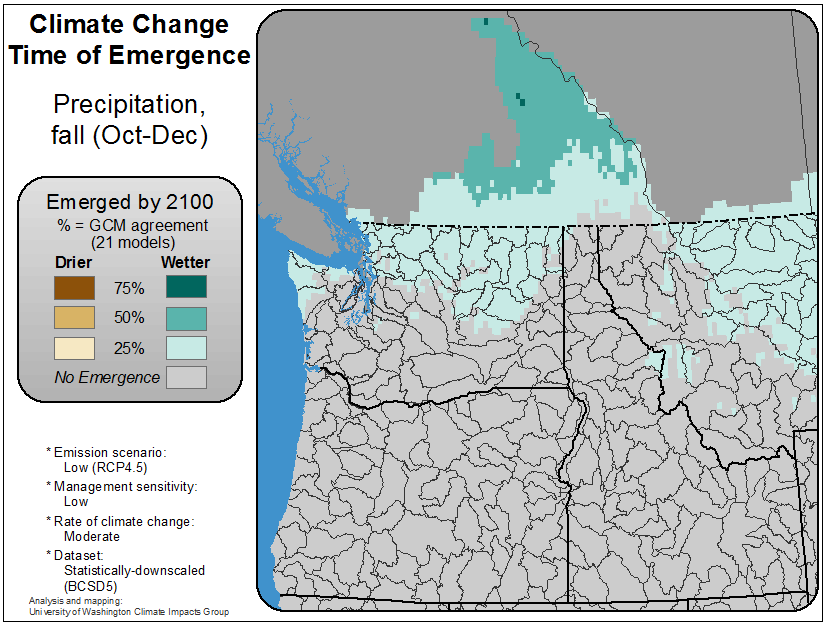 Climate Change
Time of Emergence
Precipitation,
fall (Oct-Dec)
Emerged by 2100
% = GCM agreement
(21 models)
Drier Wetter
75%
50%
25%
No Emergence
* Emission scenario:
Low (RCP4.5)
* Management sensitivity:
Low
* Rate of climate change:
Moderate
* Dataset:
Statistically-downscaled
(BCSD5)
Analysis and mapping:
University of Washington Climate Impacts Group